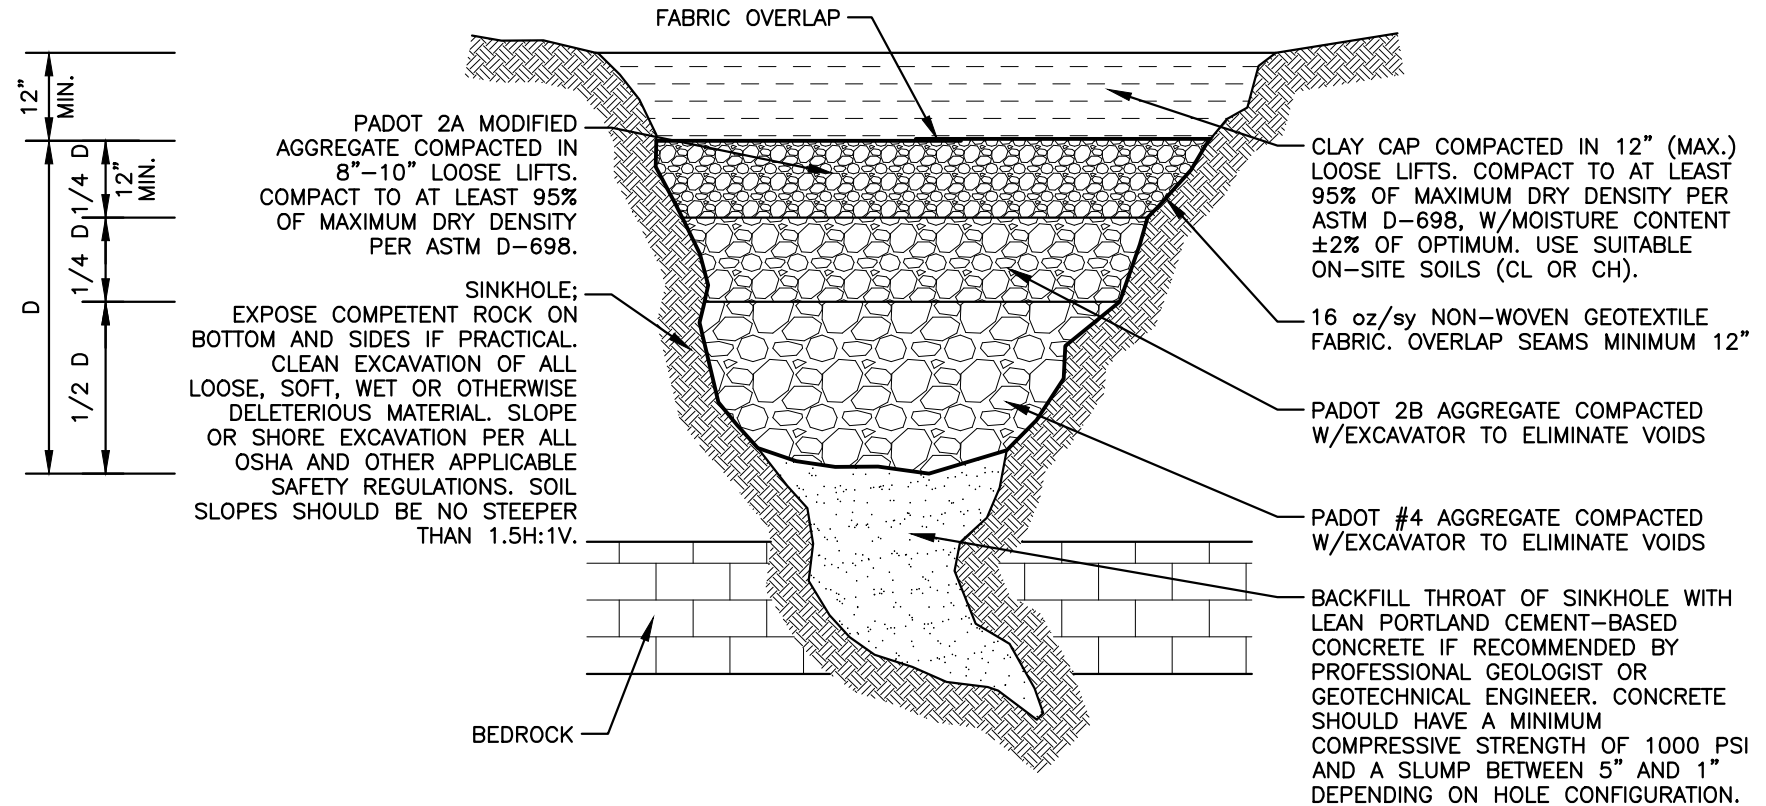 FABRIC OVERLAP
12"
MIN.
1/4 D
12"
MIN.
1/4 D
D
1/2 D
PADOT 2A MODIFIED
AGGREGATE COMPACTED IN
8"-10" LOOSE LIFTS.
COMPACT TO AT LEAST 95%
OF MAXIMUM DRY DENSITY
PER ASTM D-698.
SINKHOLE;
EXPOSE COMPETENT ROCK ON
BOTTOM AND SIDES IF PRACTICAL.
CLEAN EXCAVATION OF ALL
LOOSE, SOFT, WET OR OTHERWISE
DELETERIOUS MATERIAL. SLOPE
OR SHORE EXCAVATION PER ALL
OSHA AND OTHER APPLICABLE
SAFETY REGULATIONS. SOIL
SLOPES SHOULD BE NO STEEPER
THAN 1.5H:1V.
BEDROCK
CLAY CAP COMPACTED IN 12" (MAX.)
LOOSE LIFTS. COMPACT TO AT LEAST
95% OF MAXIMUM DRY DENSITY PER
ASTM D-698, W/MOISTURE CONTENT
±2% OF OPTIMUM. USE SUITABLE
ON-SITE SOILS (CL OR CH).
16 oz/sy NON-WOVEN GEOTEXTILE
FABRIC. OVERLAP SEAMS MINIMUM 12"
PADOT 2B AGGREGATE COMPACTED
W/EXCAVATOR TO ELIMINATE VOIDS
PADOT #4 AGGREGATE COMPACTED
W/EXCAVATOR TO ELIMINATE VOIDS
BACKFILL THROAT OF SINKHOLE WITH
LEAN PORTLAND CEMENT-BASED
CONCRETE IF RECOMMENDED BY
PROFESSIONAL GEOLOGIST OR
GEOTECHNICAL ENGINEER. CONCRETE
SHOULD HAVE A MINIMUM
COMPRESSIVE STRENGTH OF 1000 PSI
AND A SLUMP BETWEEN 5" AND 1"
DEPENDING ON HOLE CONFIGURATION.